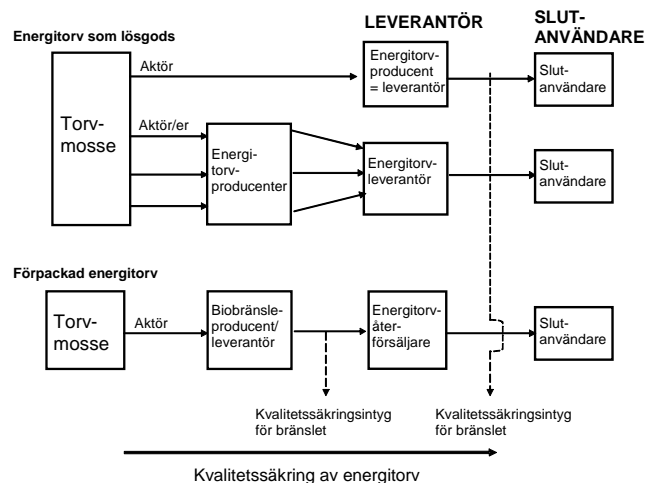 LEVERANTÖR
SLUT-
ANVÄNDARE
Energitorv som lösgods
Aktör
Energitorv-
producent
= leverantör
Slut-
användare
Torv-
mosse
Aktör/er
Energi-
torv-
producenter
Energitorv-
leverantör
Slut-
användare
Förpackad energitorv
Torv-
mosse
Aktör
Biobränsle-
producent/
leverantör
Energitorv-
åter-
försäljare
Slut-
användare
Kvalitetssäkringsintyg
för bränslet
Kvalitetssäkringsintyg
för bränslet
Kvalitetssäkring av energitorv